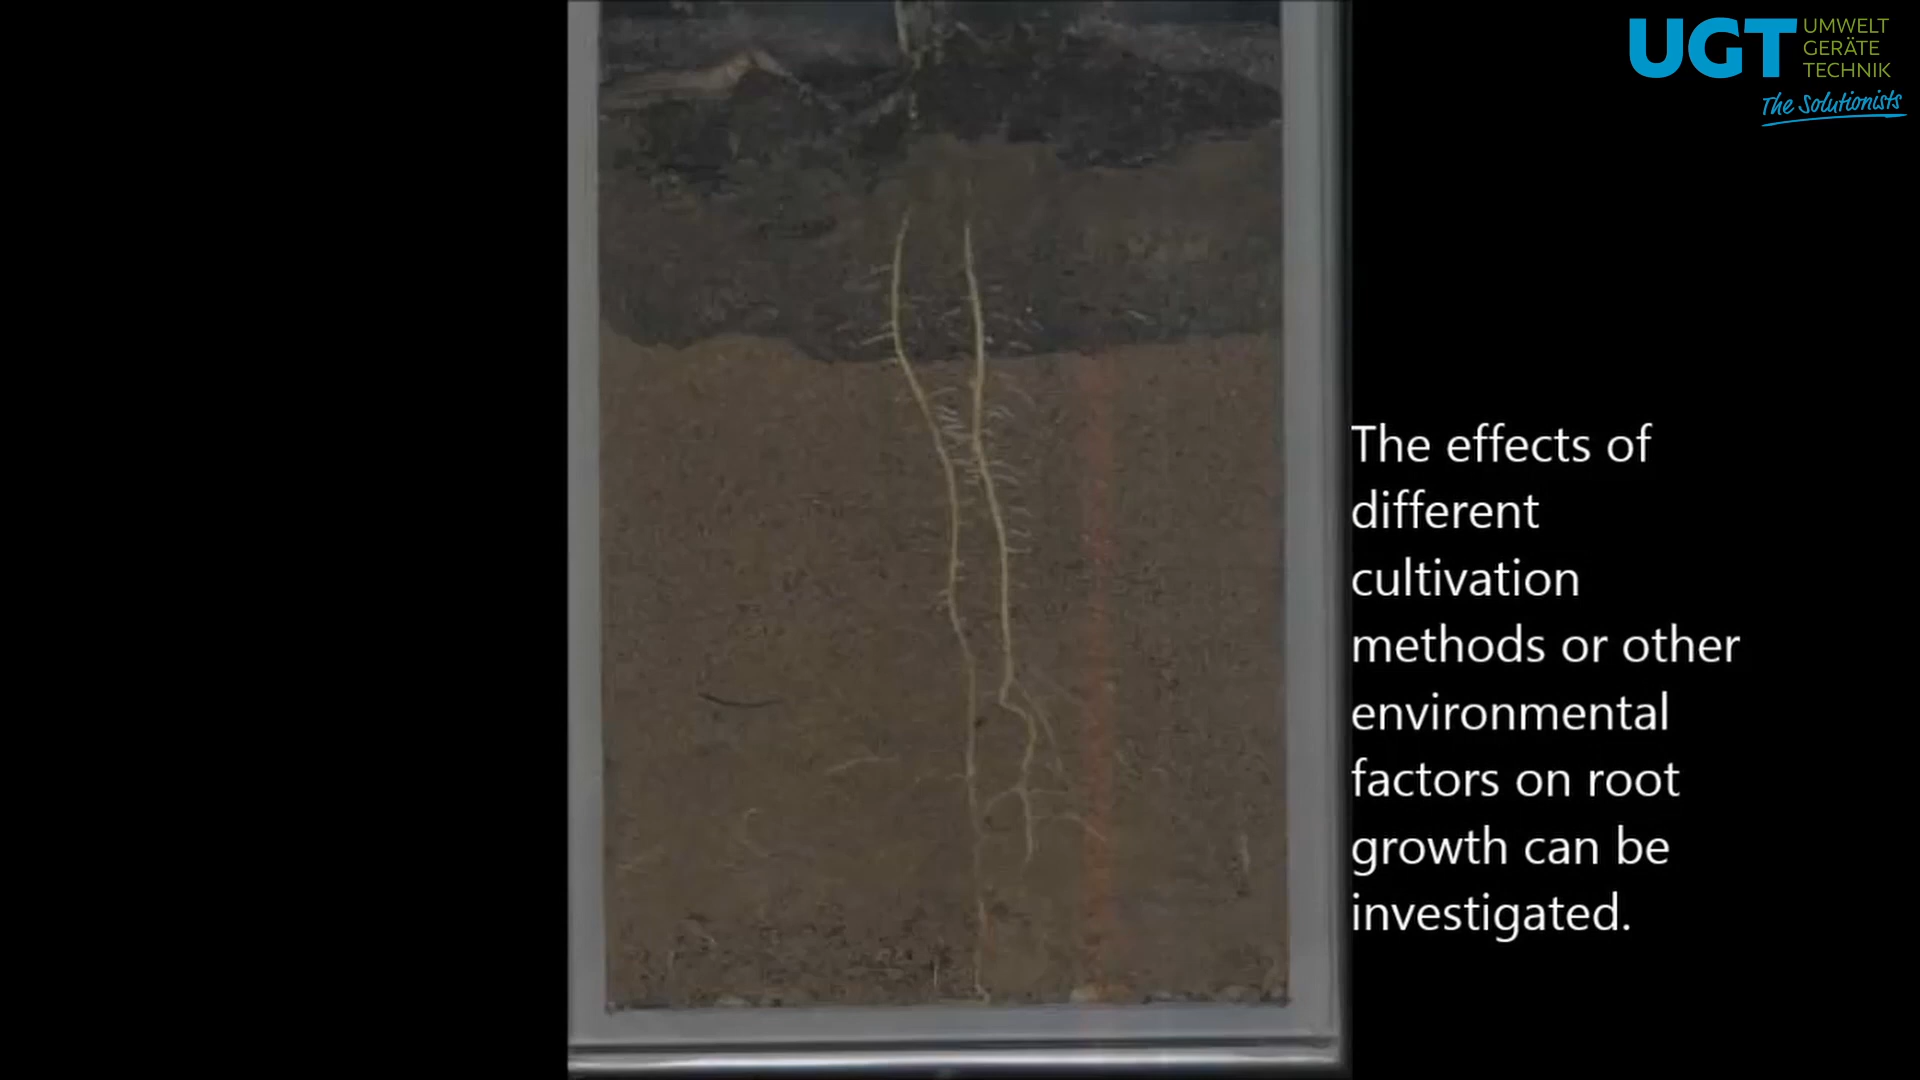 UGT
UMWELT
GERÄTE
TECHNIK
The Solutionists
The effects of
different
cultivation
methods or other
environmental
factors on root
growth can be
investigated.